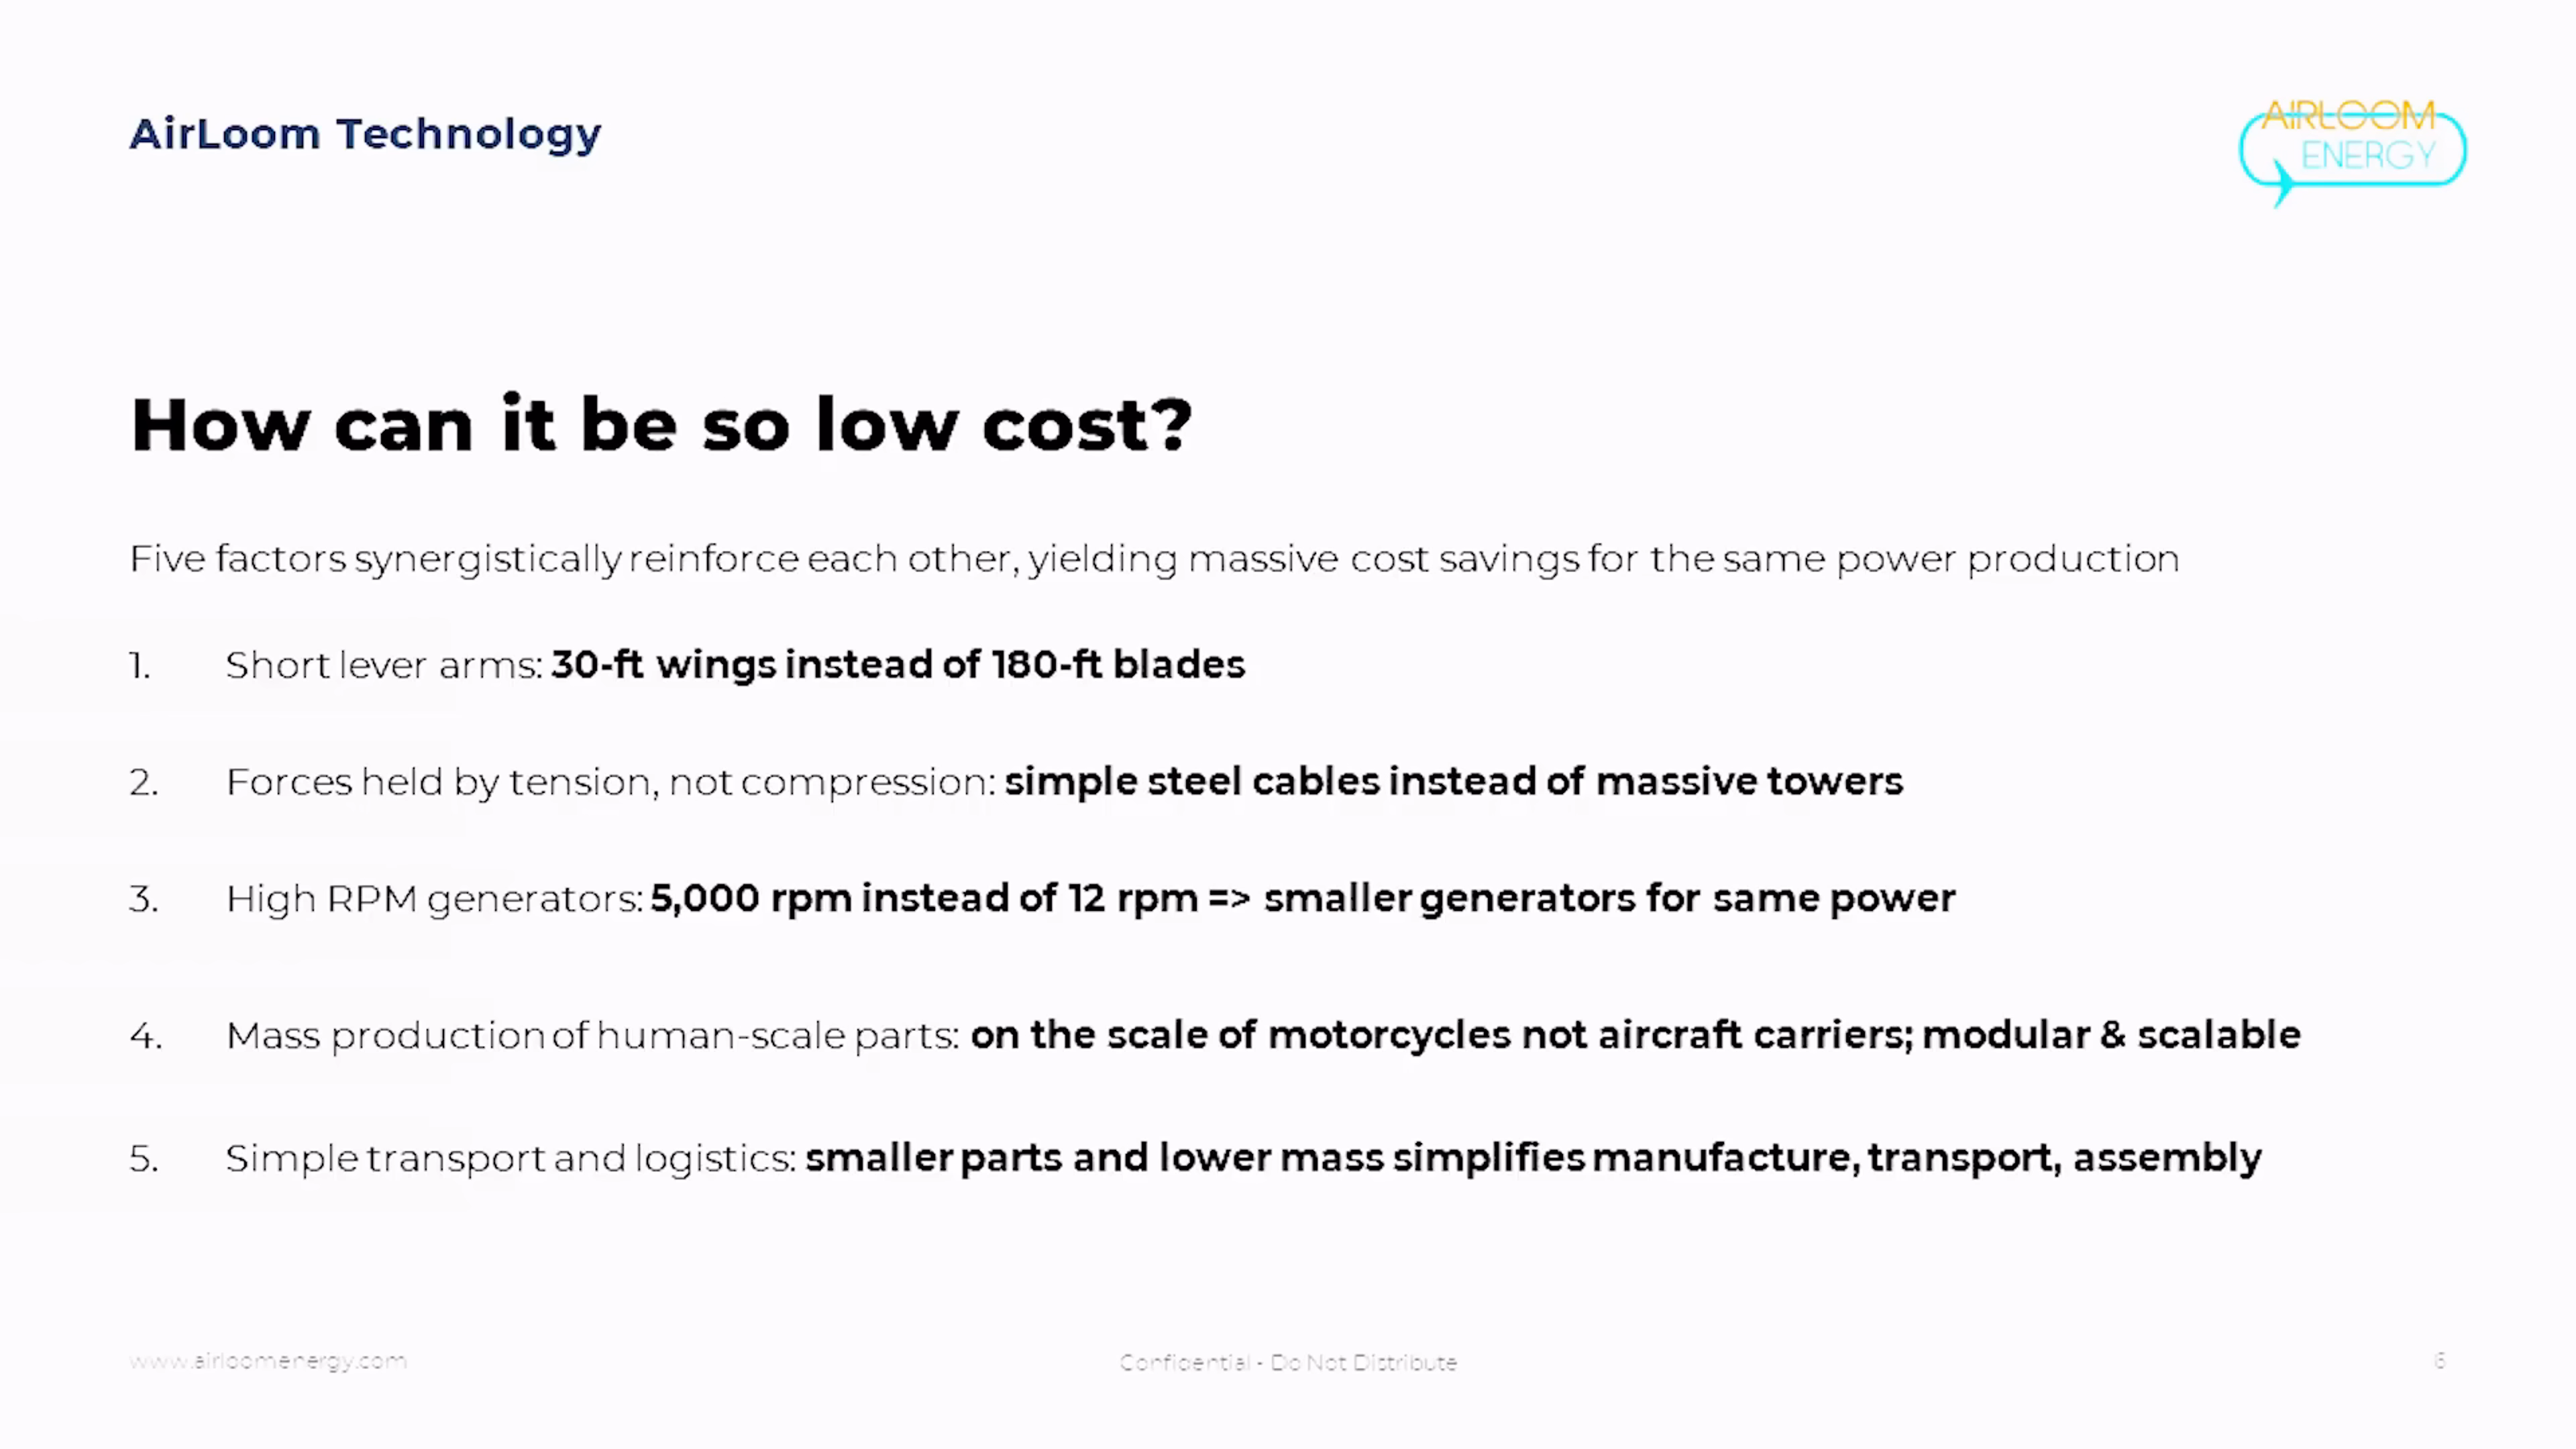 AirLoom Technology
AIRLOOM
ENERGY
How can it be so low cost?
Five factors synergistically reinforce each other, yielding massive cost savings for the same power production
1. Short lever arms: 30-ft wings instead of 180-ft blades
2. Forces held by tension, not compression: simple steel cables instead of massive towers
3. High RPM generators: 5,000 rpm instead of 12 rpm => smaller generators for same power
4. Mass production of human-scale parts: on the scale of motorcycles not aircraft carriers; modular & scalable
5. Simple transport and logistics: smaller parts and lower mass simplifies manufacture, transport, assembly
www.airloomenergy.com
Confidential - Do Not Distribute
6